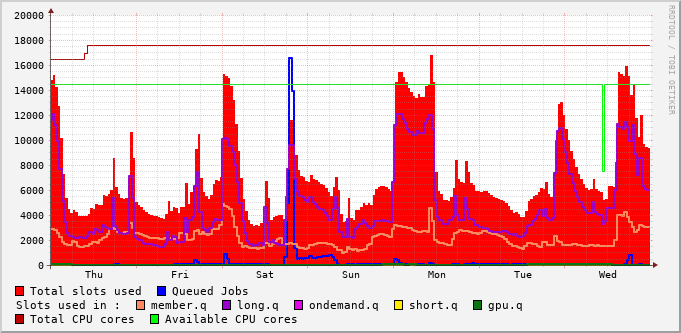 RRDTOOL / TOBI OETIKER
20000
18000
16000
14000
12000
10000
8000
6000
4000
2000
0
Thu Fri Sat Sun Mon Tue Wed
Total slots used Queued Jobs
Slots used in : member.q long.q ondemand.q short.q gpu.q
Total CPU cores Available CPU cores